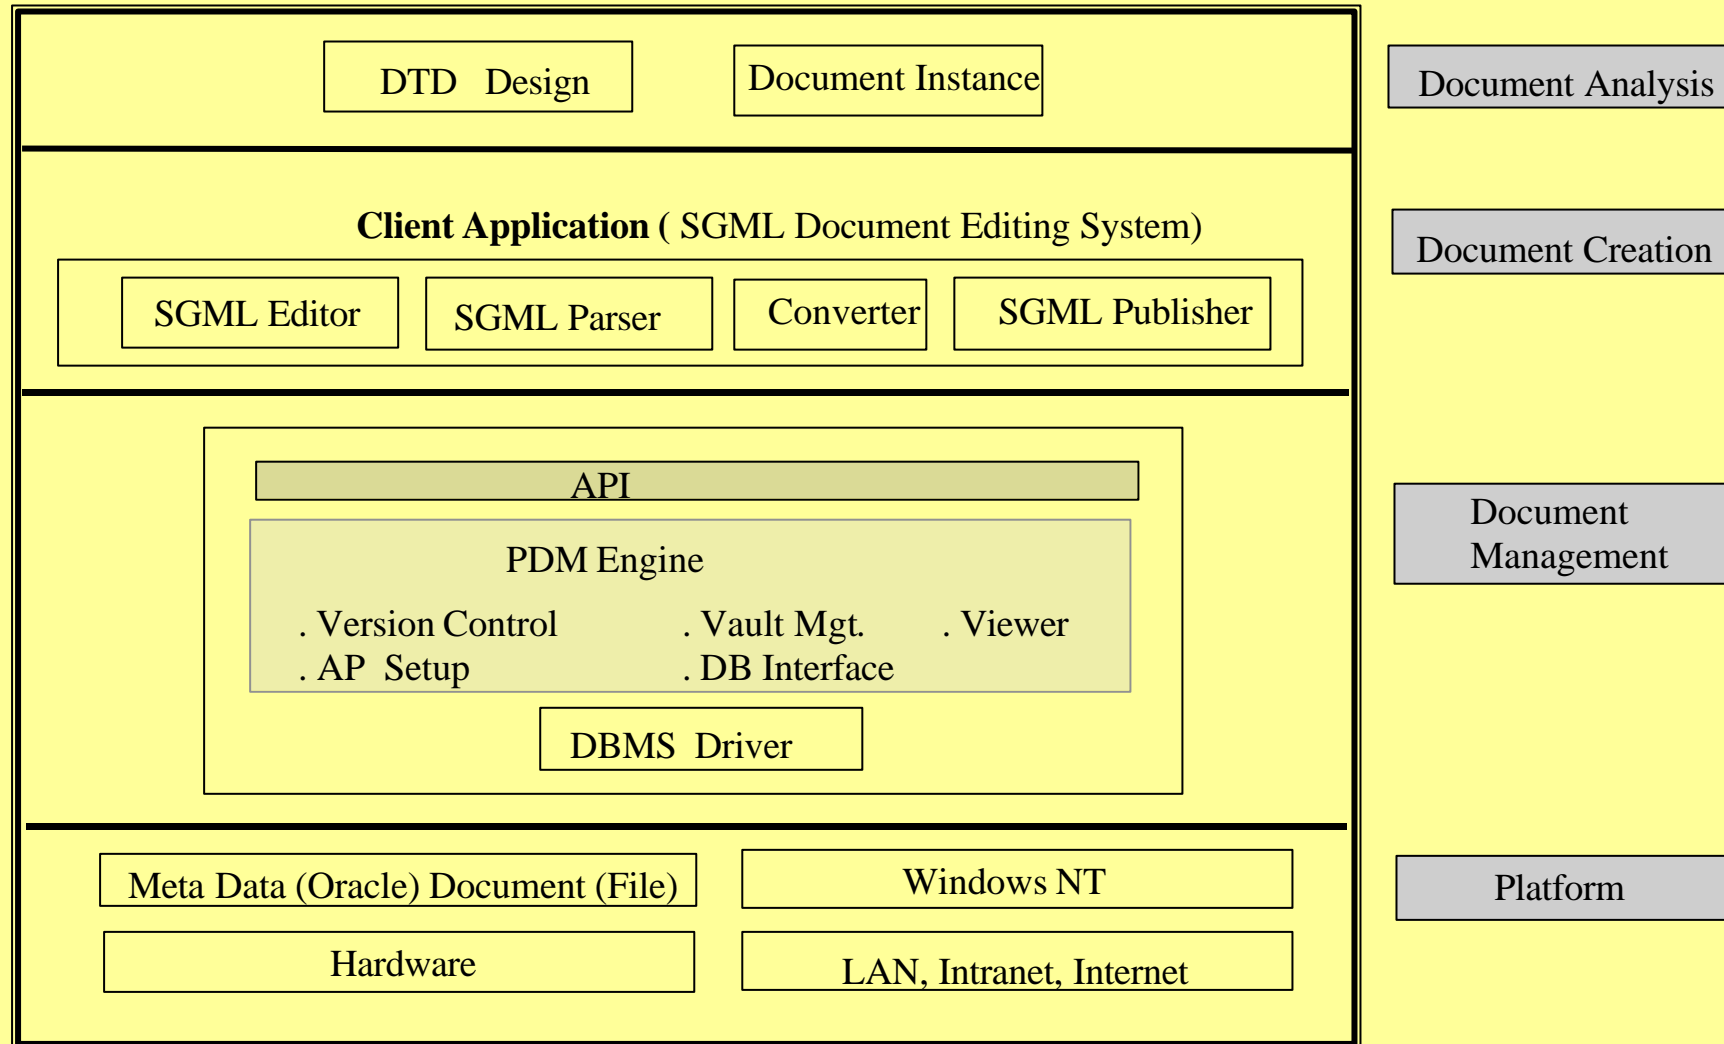 DTD Design
Document Instance
Document Analysis
Client Application ( SGML Document Editing System)
Document Creation
SGML Editor
SGML Parser
Converter
SGML Publisher
API
Document
Management
PDM Engine
. Version Control . Vault Mgt. . Viewer
. AP Setup . DB Interface
DBMS Driver
Meta Data (Oracle) Document (File)
Windows NT
Platform
Hardware
LAN, Intranet, Internet